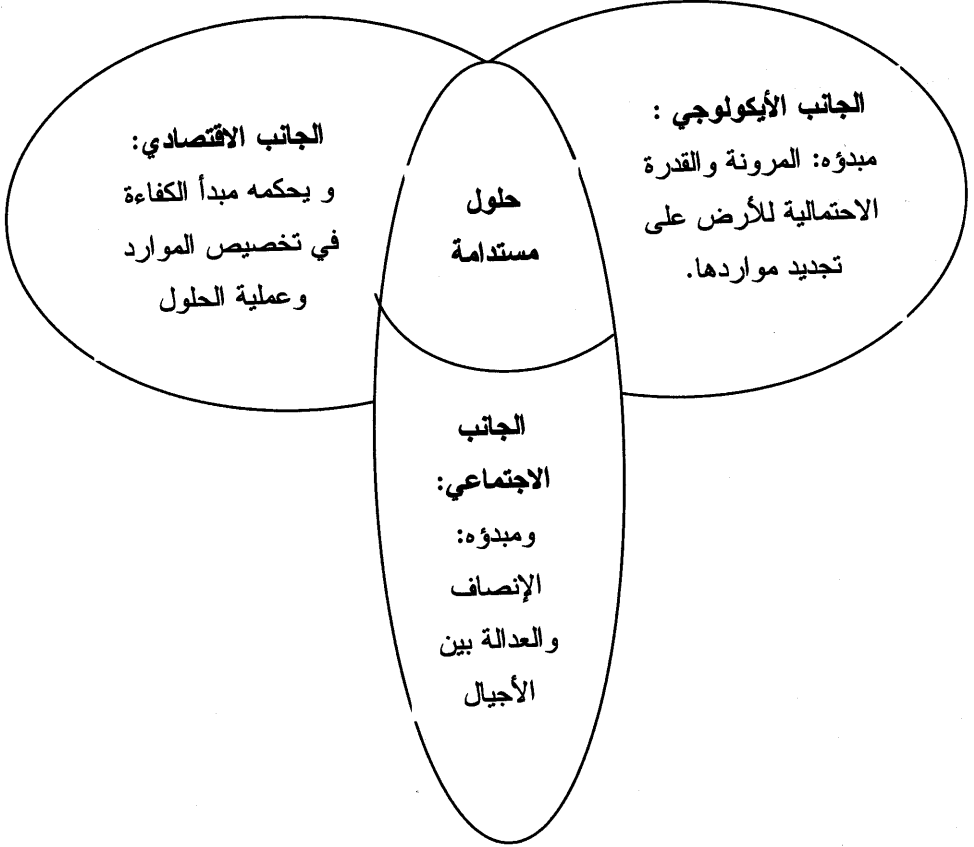 الجانب الأيكولوجي :
مبدؤه: المرونة والقدرة
الاحتمالية للأرض على
تجديد مواردها.
حلول
مستدامة
الجانب الاقتصادي:
و يحكمه مبدأ الكفاءة
في تخصيص الموارد
وعملية الحلول
الجانب
الاجتماعي:
ومبدؤه:
الإنصاف
والعدالة بين
الأجيال